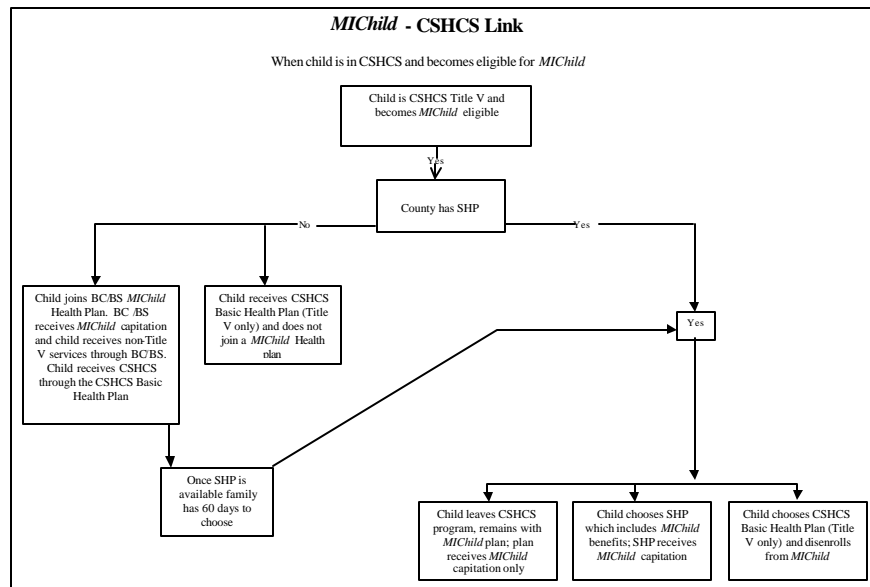 MIChild - CSHCS Link
When child is in CSHCS and becomes eligible for MIChild
Child is CSHCS Title V and
becomes MIChild eligible
Yes
County has SHP
No
Yes
Child joins BC/BS MIChild
Health Plan. BC /BS
receives MIChild capitation
and child receives non-Title
V services through BC/BS.
Child receives CSHCS
through the CSHCS Basic
Health Plan
Child receives CSHCS
Basic Health Plan (Title
V only) and does not
join a MIChild Health
plan
Yes
Once SHP is
available family
has 60 days to
choose
Child leaves CSHCS
program, remains with
MIChild plan; plan
receives MIChild
capitation only
Child chooses SHP
which includes MIChild
benefits; SHP receives
MIChild capitation
Child chooses CSHCS
Basic Health Plan (Title
V only) and disenrolls
from MIChild